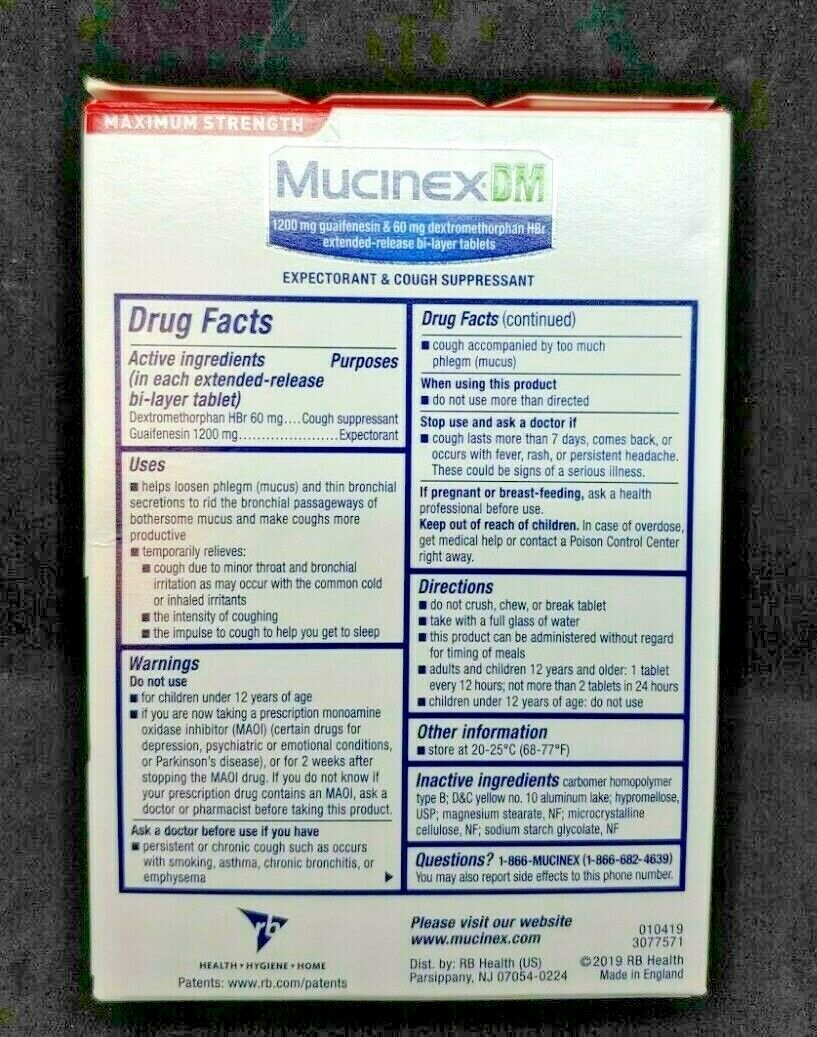 MAXIMUM STRENGTH
Mucinex DM
1200 mg guaifenesin & 60 mg dextromethorphan HBr
extended-release bi-layer tablets
EXPECTORANT & COUGH SUPPRESSANT
Drug Facts
Active ingredients Purposes
(in each extended-release
bi-layer tablet)
Dextromethorphan HBr 60 mg....Cough suppressant
Guaifenesin 1200 mg......................Expectorant
Uses
■ helps loosen phlegm (mucus) and thin bronchial
secretions to rid the bronchial passageways of
bothersome mucus and make coughs more
productive
■ temporarily relieves:
■ cough due to minor throat and bronchial
irritation as may occur with the common cold
or inhaled irritants
■ the intensity of coughing
■ the impulse to cough to help you get to sleep
Warnings
Do not use
■ for children under 12 years of age
■ if you are now taking a prescription monoamine
oxidase inhibitor (MAOI) (certain drugs for
depression, psychiatric or emotional conditions,
or Parkinson's disease), or for 2 weeks after
stopping the MAOI drug. If you do not know if
your prescription drug contains an MAOI, ask a
doctor or pharmacist before taking this product.
Ask a doctor before use if you have
■ persistent or chronic cough such as occurs
with smoking, asthma, chronic bronchitis, or
emphysema
Drug Facts (continued)
■ cough accompanied by too much
phlegm (mucus)
When using this product
■ do not use more than directed
Stop use and ask a doctor if
■ cough lasts more than 7 days, comes back, or
occurs with fever, rash, or persistent headache.
These could be signs of a serious illness.
If pregnant or breast-feeding, ask a health
professional before use.
Keep out of reach of children. In case of overdose,
get medical help or contact a Poison Control Center
right away.
Directions
■ do not crush, chew, or break tablet
■ take with a full glass of water
■ this product can be administered without regard
for timing of meals
■ adults and children 12 years and older: 1 tablet
every 12 hours; not more than 2 tablets in 24 hours
■ children under 12 years of age: do not use
Other information
■ store at 20-25°C (68-77°F)
Inactive ingredients carbomer homopolymer
type B; D&C yellow no. 10 aluminum lake; hypromellose,
USP; magnesium stearate, NF; microcrystalline
cellulose, NF; sodium starch glycolate, NF
Questions? 1-866-MUCINEX (1-866-682-4639)
You may also report side effects to this phone number.
rb
HEALTH • HYGIENE • HOME
Patents: www.rb.com/patents
Please visit our website
www.mucinex.com
Dist. by: RB Health (US)
Parsippany, NJ 07054-0224
010419
3077571
©2019 RB Health
Made in England